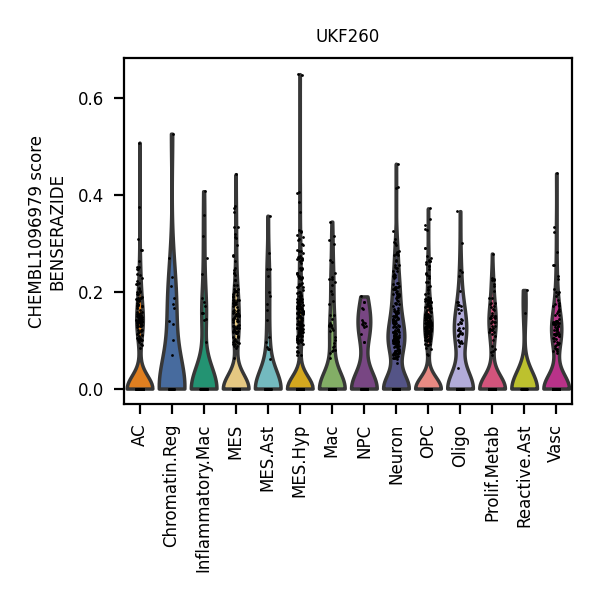 UKF260
CHEMBL1096979 score
BENSERAZIDE
0.6
0.4
0.2
0.0
AC
Chromatin.Reg
Inflammatory.Mac
MES
MES.Ast
MES.Hyp
Mac
NPC
Neuron
OPC
Oligo
Prolif.Metab
Reactive.Ast
Vasc